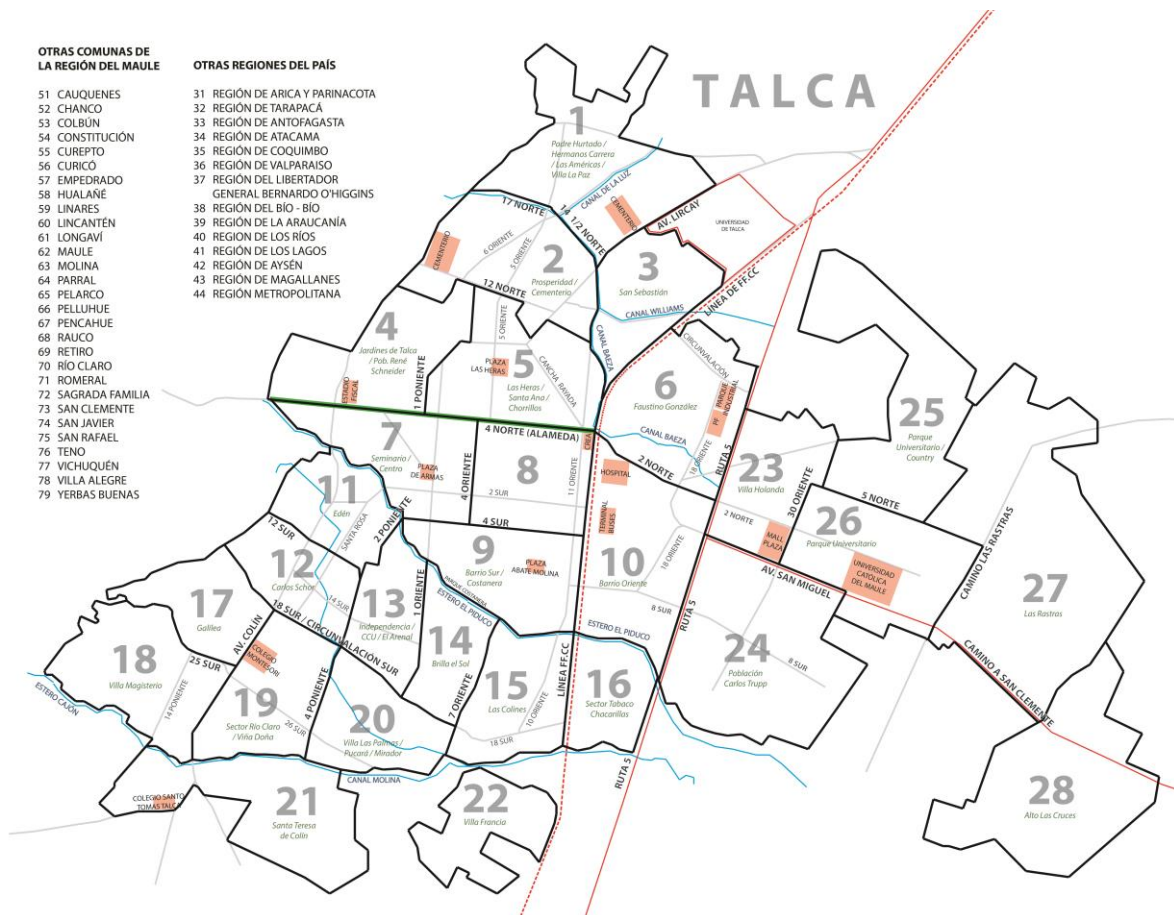 OTRAS COMUNAS DE
LA REGIÓN DEL MAULE
51 CAUQUENES
52 CHANCO
53 COLBÚN
54 CONSTITUCIÓN
55 CUREPTO
56 CURICÓ
57 EMPEDRADO
58 HUALAÑÉ
59 LINARES
60 LINCANTÉN
61 LONGAVÍ
62 MAULE
63 MOLINA
64 PARRAL
65 PELARCO
66 PELLUHUE
67 PENCAHUE
68 RAUCO
69 RETIRO
70 RÍO CLARO
71 ROMERAL
72 SAGRADA FAMILIA
73 SAN CLEMENTE
74 SAN JAVIER
75 SAN RAFAEL
76 TENO
77 VICHUQUÉN
78 VILLA ALEGRE
79 YERBAS BUENAS
OTRAS REGIONES DEL PAÍS
31 REGIÓN DE ARICA Y PARINACOTA
32 REGIÓN DE TARAPACÁ
33 REGIÓN DE ANTOFAGASTA
34 REGIÓN DE ATACAMA
35 REGIÓN DE COQUIMBO
36 REGIÓN DE VALPARAISO
37 REGIÓN DEL LIBERTADOR
GENERAL BERNARDO O'HIGGINS
38 REGIÓN DEL BÍO - BÍO
39 REGIÓN DE LA ARAUCANÍA
40 REGION DE LOS RÍOS
41 REGIÓN DE LOS LAGOS
42 REGIÓN DE AYSÉN
43 REGIÓN DE MAGALLANES
44 REGIÓN METROPOLITANA
TALCA
1
Padre Hurtado /
Hermanos Carrera
/ Las Américas /
Villa La Paz
CANAL DE LA LUZ
17 NORTE
14 1/2 NORTE
CEMENTERIO
AV. LIRCAY
UNIVERSIDAD
DE TALCA
CEMENTERIO
6 ORIENTE
5 ORIENTE
2
Prosperidad /
Cementerio
12 NORTE
3
San Sebastián
LÍNEA DE FF.CC
CANAL WILLIAMS
CANAL BAEZA
4
Jardines de Talca
/ Pob. René
Schneider
ESTADIO
FISCAL
1 PONIENTE
5 ORIENTE
PLAZA
LAS HERAS
5
Las Heras /
Santa Ana /
Chorrillos
CANCHA RAYADA
CIRCUNVALACIÓN
6
Faustino González
PARQUE
INDUSTRIAL
PF
CANAL BAEZA
18 ORIENTE
RUTA 5
4 NORTE (ALAMEDA)
CREA
2 NORTE
7
Seminario /
Centro
PLAZA
DE ARMAS
4 ORIENTE
8
11 ORIENTE
2 SUR
4 SUR
HOSPITAL
TERMINAL
BUSES
23
Villa Holanda
2 NORTE
30 ORIENTE
MALL
PLAZA
25
Parque
Universitario /
Country
5 NORTE
26
Parque Universitario
UNIVERSIDAD
CATÓLICA
DEL MAULE
AV. SAN MIGUEL
CAMINO LAS RASTRAS
27
Las Rastras
CAMINO A SAN CLEMENTE
28
Alto Las Cruces
11
Edén
SANTA ROSA
2 PONIENTE
12 SUR
12
Carlos Schor
14 SUR
9
Barrio Sur /
Costanera
PLAZA
ABATE MOLINA
PARQUE COSTANERA
ESTERO EL PIDUCO
10
Barrio Oriente
18 ORIENTE
8 SUR
ESTERO EL PIDUCO
RUTA 5
24
Población
Carlos Trupp
8 SUR
13
Independencia /
CCU / El Arenal
1 ORIENTE
14
Brilla el Sol
18 SUR / CIRCUNVALACIÓN SUR
7 ORIENTE
15
Las Colines
10 ORIENTE
18 SUR
LÍNEA FF.CC
16
Sector Tabaco
Chacarillas
RUTA 5
17
Galilea
AV. COLÍN
COLEGIO
MONTESORI
18
Villa Magisterio
25 SUR
14 PONIENTE
ESTERO CAJÓN
19
Sector Río Claro
/ Viña Doña
26 SUR
4 PONIENTE
20
Villa Las Palmas /
Pucará / Mirador
CANAL MOLINA
COLEGIO SANTO
TOMAS TALCA
21
Santa Teresa
de Colín
22
Villa Francia